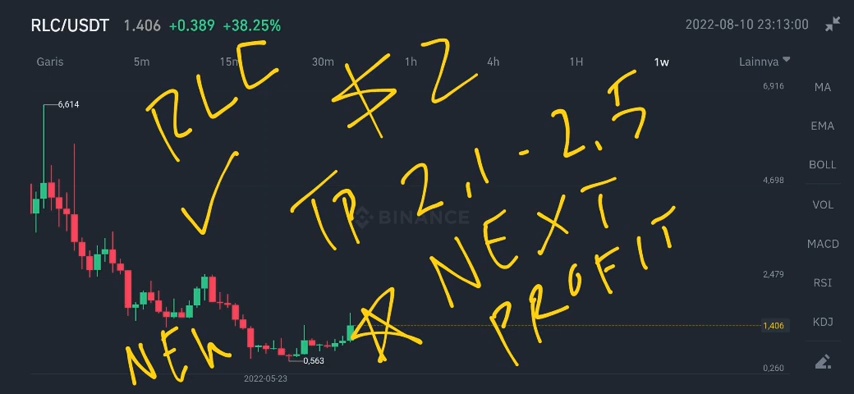 RLC/USDT 1.406 +0.389 +38.25% 2022-08-10 23:13:00
Garis 5m 15m 30m 1h 4h 1H 1w Lainnya
6,916
MA
6,614
RLC
$2
EMA
BOLL
4,698
TP 2,1-2,5
BINANCE
VOL
MACD
NEXT
2,479
RSI
PROFIT
1,406
KDJ
NEW
0,563
0,260
2022-05-23